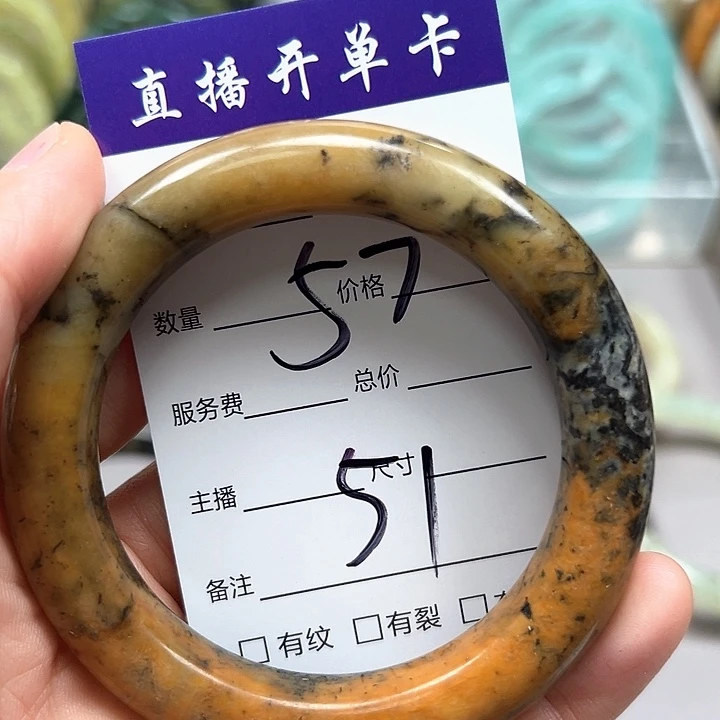 直播开单卡
数量 价格
57
服务费 总价
主播 尺寸
51
备注
有纹 有裂